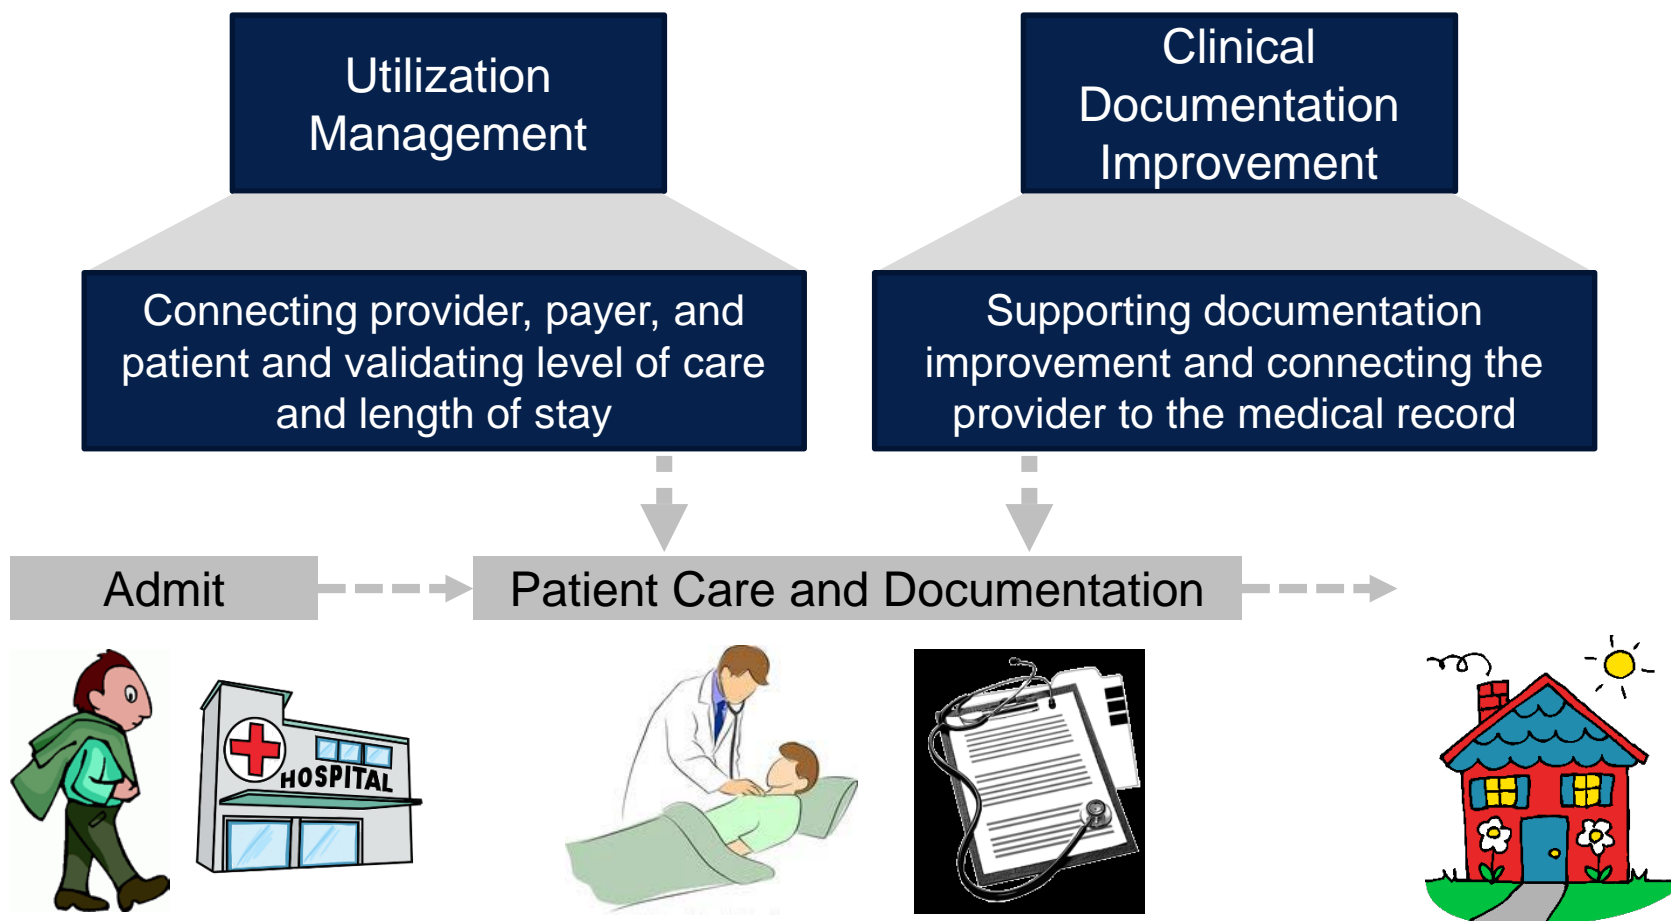 Utilization
Management
Clinical
Documentation
Improvement
Connecting provider, payer, and
patient and validating level of care
and length of stay
Supporting documentation
improvement and connecting the
provider to the medical record
Admit
Patient Care and Documentation
HOSPITAL